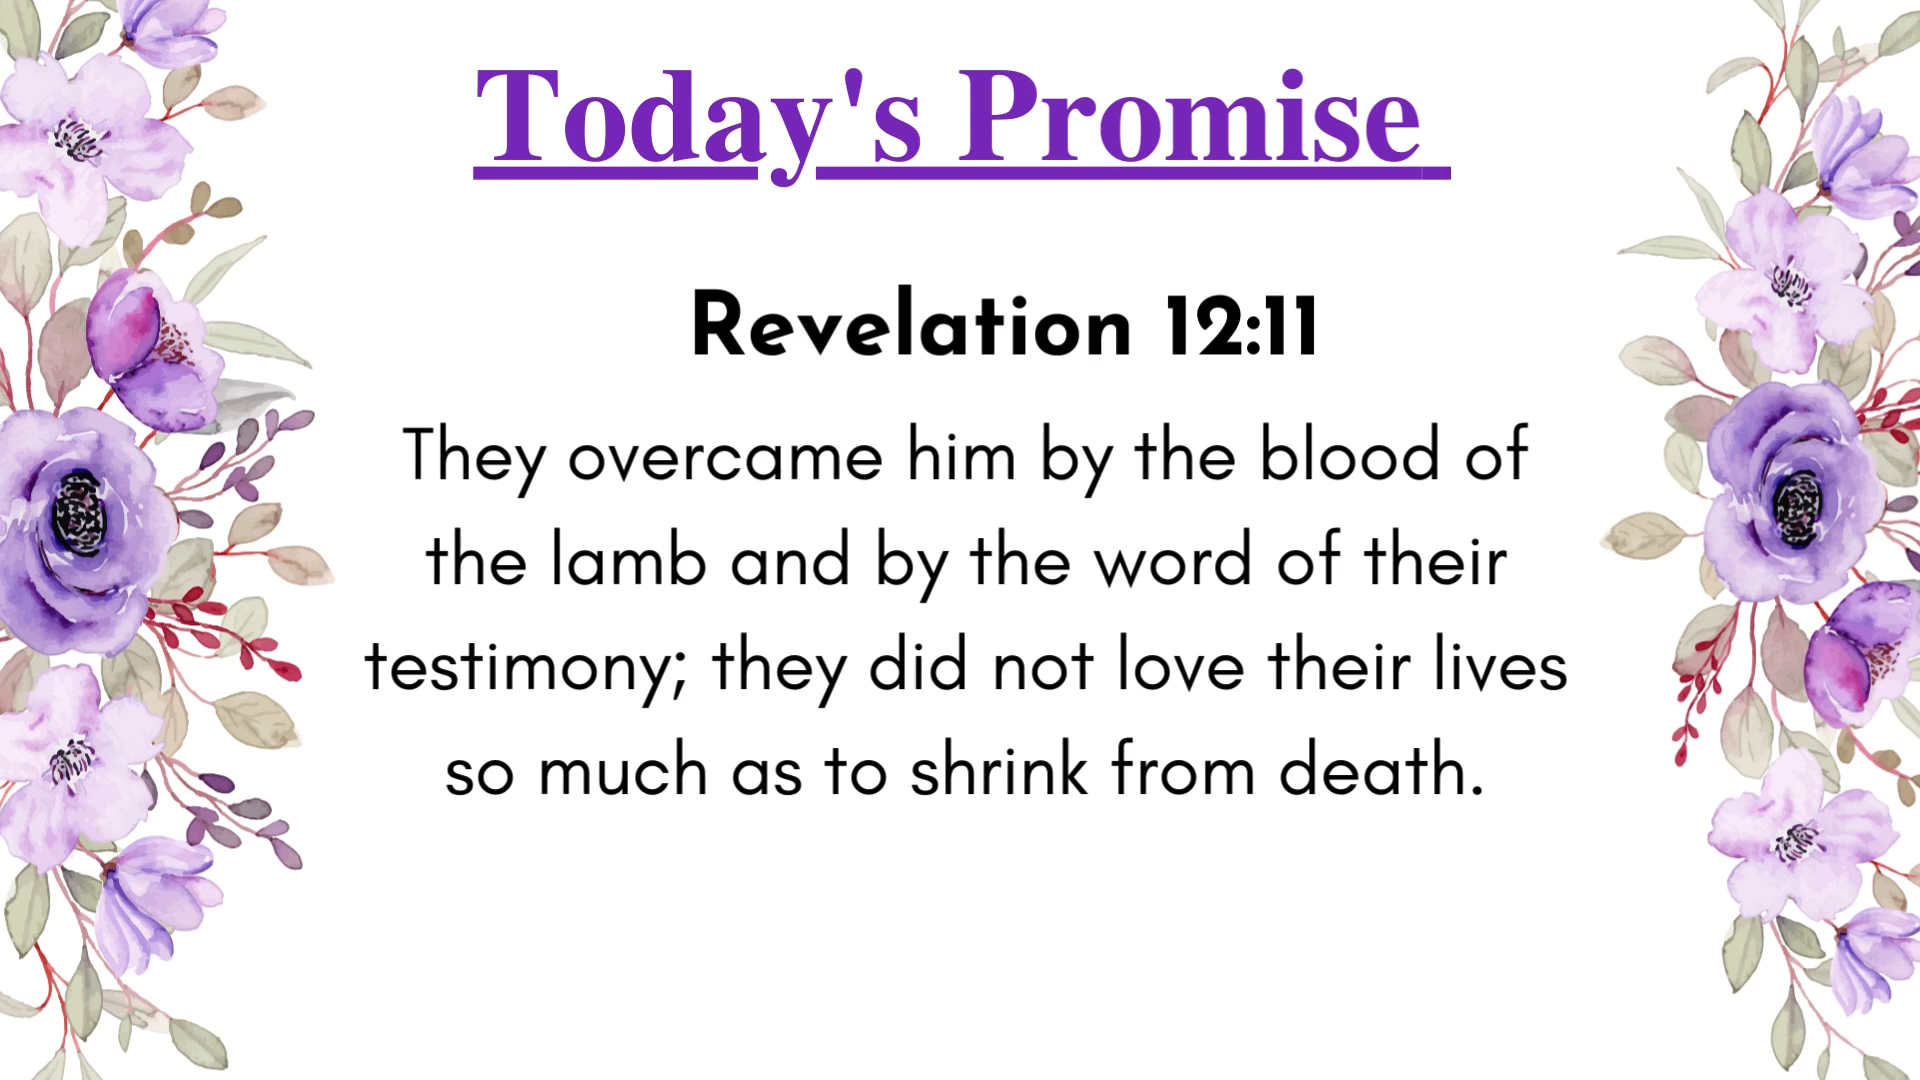 Today's Promise
Revelation 12:11
They overcame him by the blood of
the lamb and by the word of their
testimony; they did not love their lives
so much as to shrink from death.